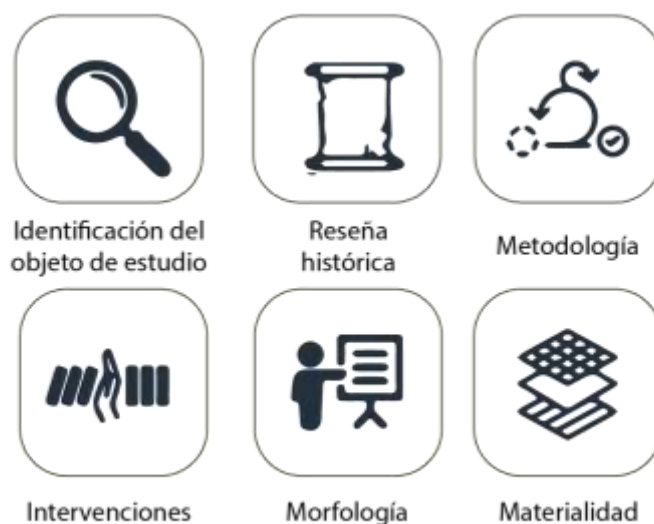 Identificación del
objeto de estudio
Reseña
histórica
Metodología
Intervenciones
Morfología
Materialidad